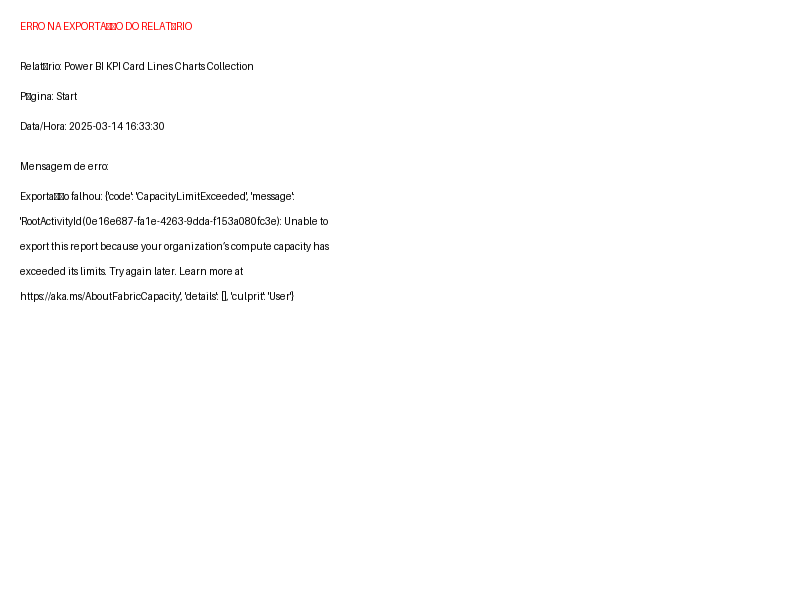 ERRO NA EXPORTA▯▯O DO RELAT▯RIO
Relat▯rio: Power BI KPI Card Lines Charts Collection
P▯gina: Start
Data/Hora: 2025-03-14 16:33:30
Mensagem de erro:
Exporta▯▯o falhou: {'code': 'CapacityLimitExceeded', 'message':
'RootActivityId(0e16e687-fa1e-4263-9dda-f153a080fc3e): Unable to
export this report because your organization’s compute capacity has
exceeded its limits. Try again later. Learn more at
https://aka.ms/AboutFabricCapacity', 'details': [], 'culprit': 'User'}